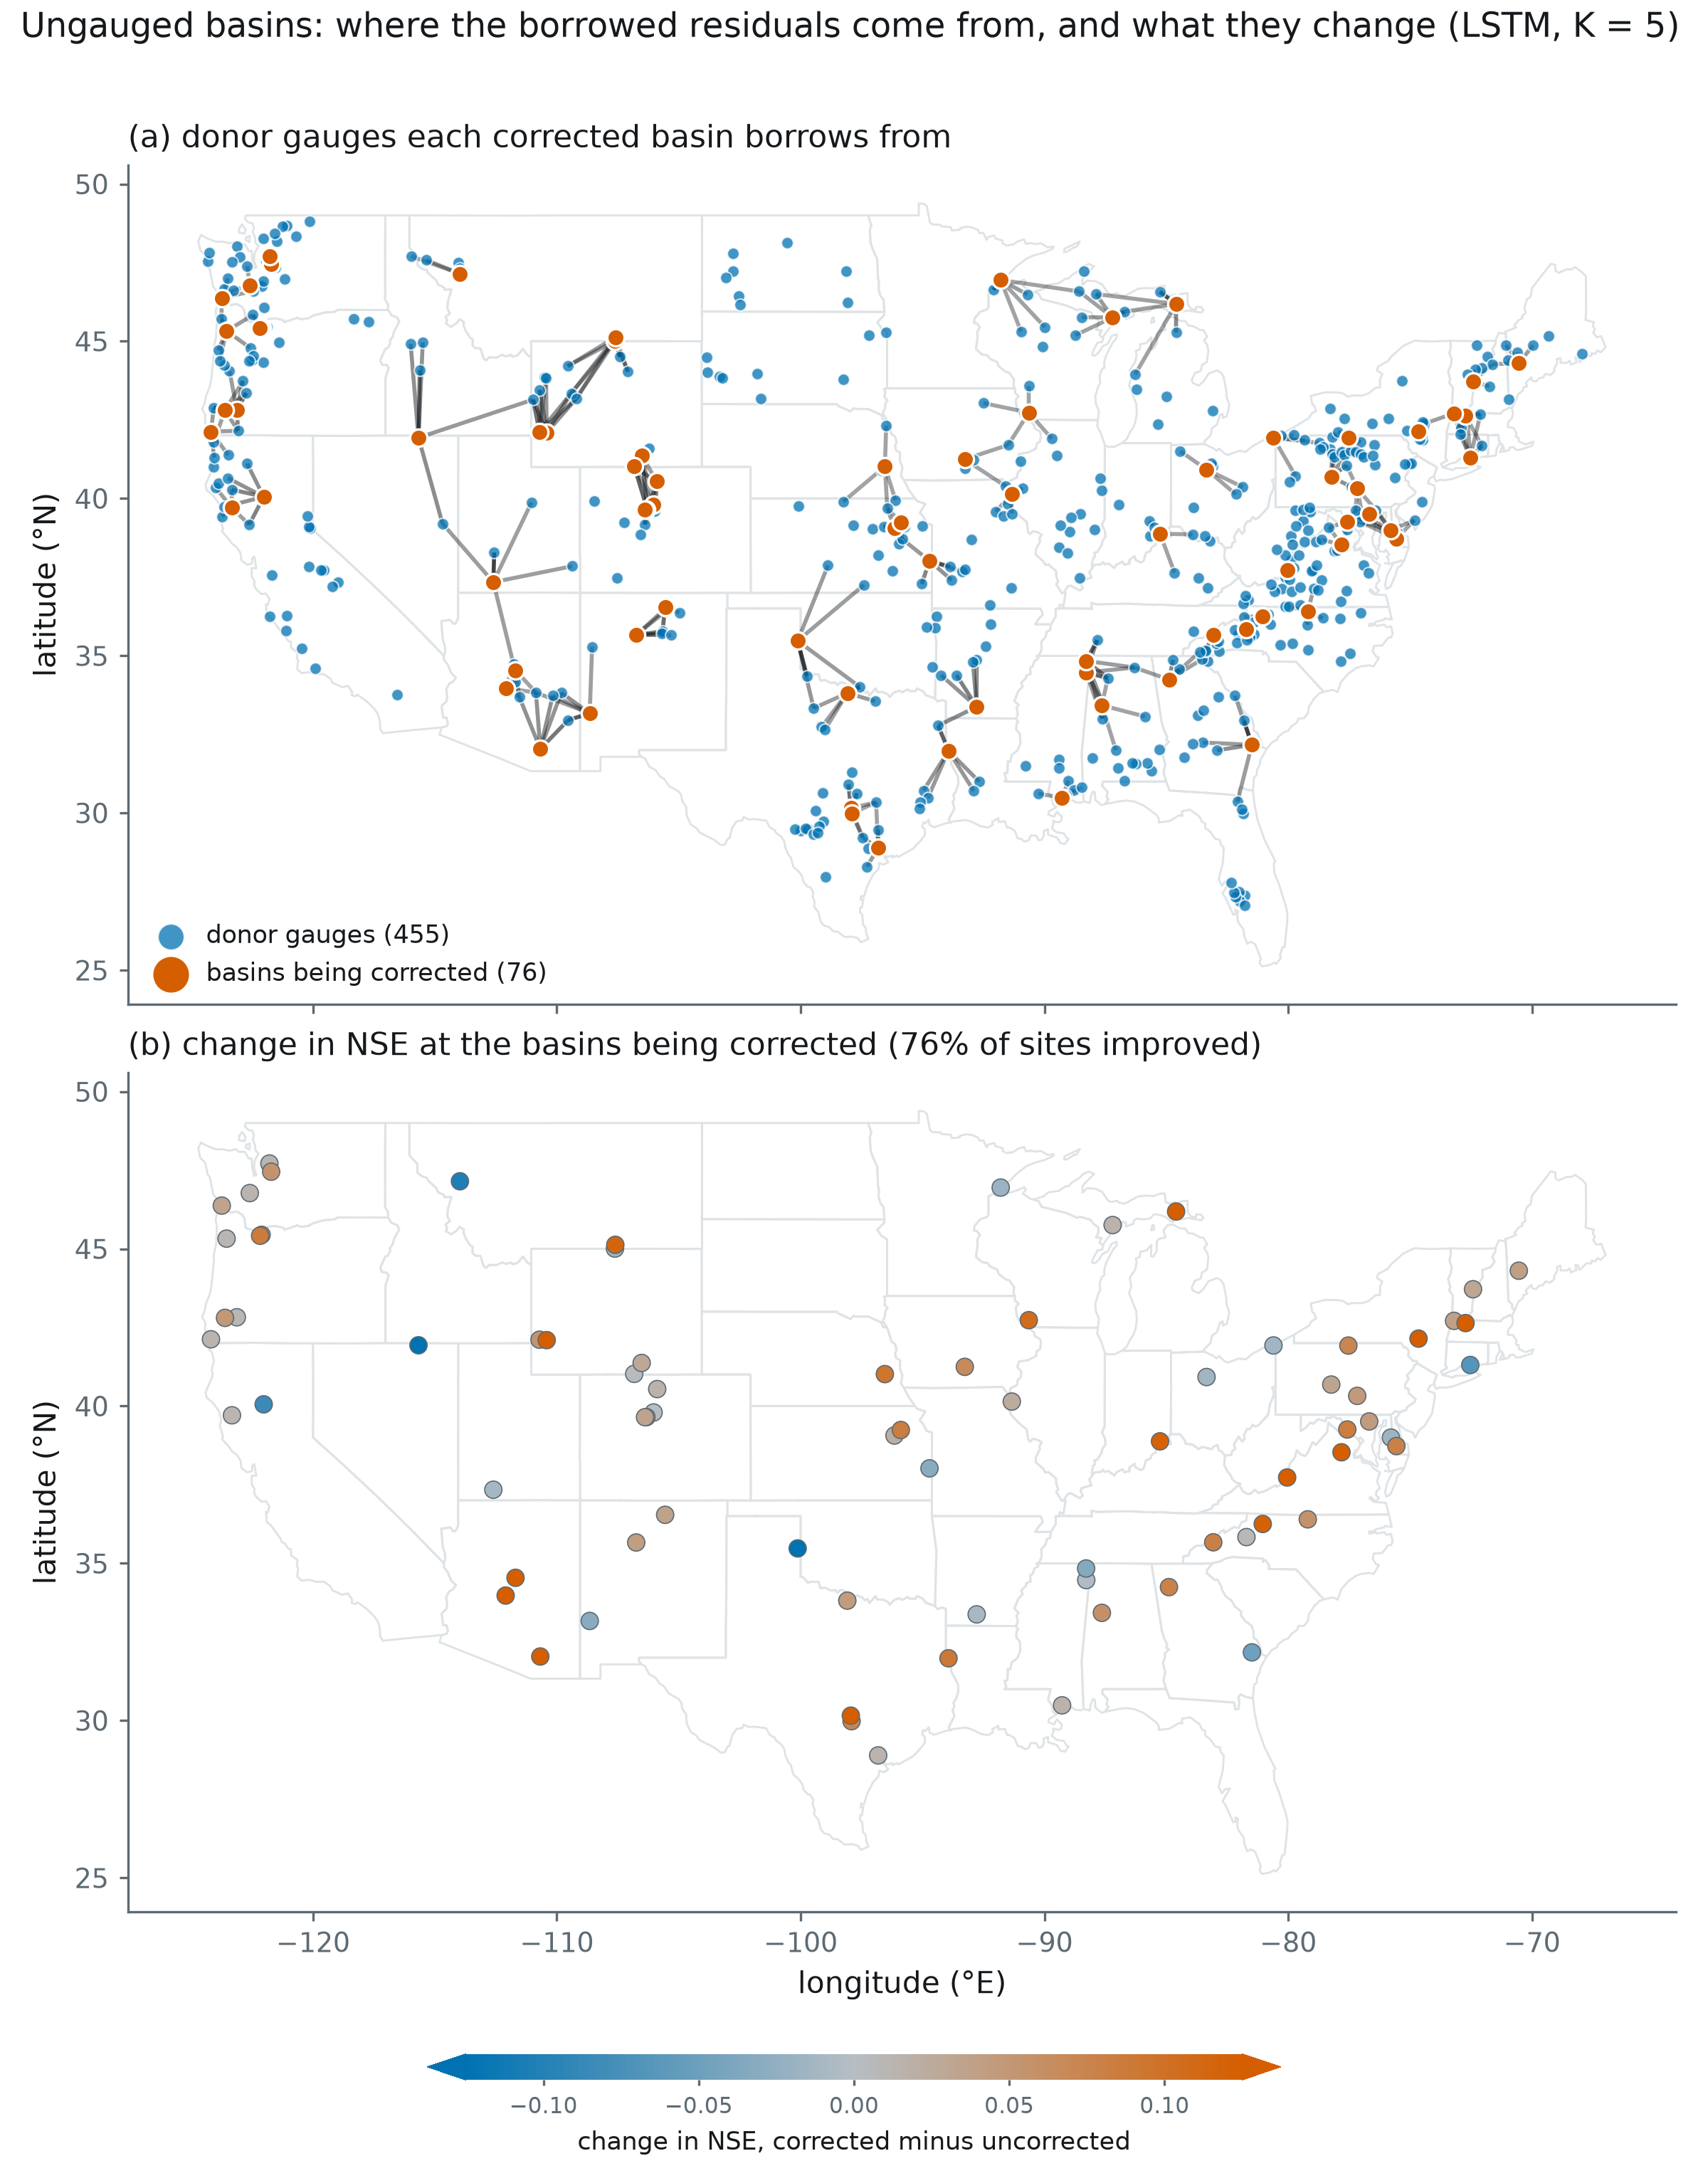 Ungauged basins: where the borrowed residuals come from, and what they change (LSTM, K = 5)
(a) donor gauges each corrected basin borrows from
50
45
40
35
30
25
latitude (°N)
donor gauges (455)
basins being corrected (76)
(b) change in NSE at the basins being corrected (76% of sites improved)
50
45
40
35
30
25
latitude (°N)
−120
−110
−100
−90
−80
−70
longitude (°E)
−0.10
−0.05
0.00
0.05
0.10
change in NSE, corrected minus uncorrected